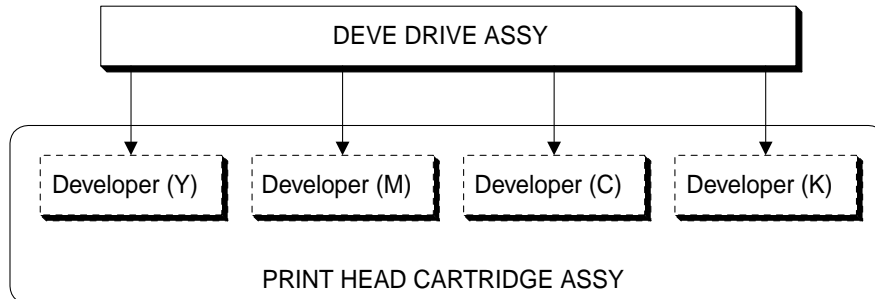 DEVE DRIVE ASSY
Developer (Y) Developer (M) Developer (C) Developer (K)
PRINT HEAD CARTRIDGE ASSY